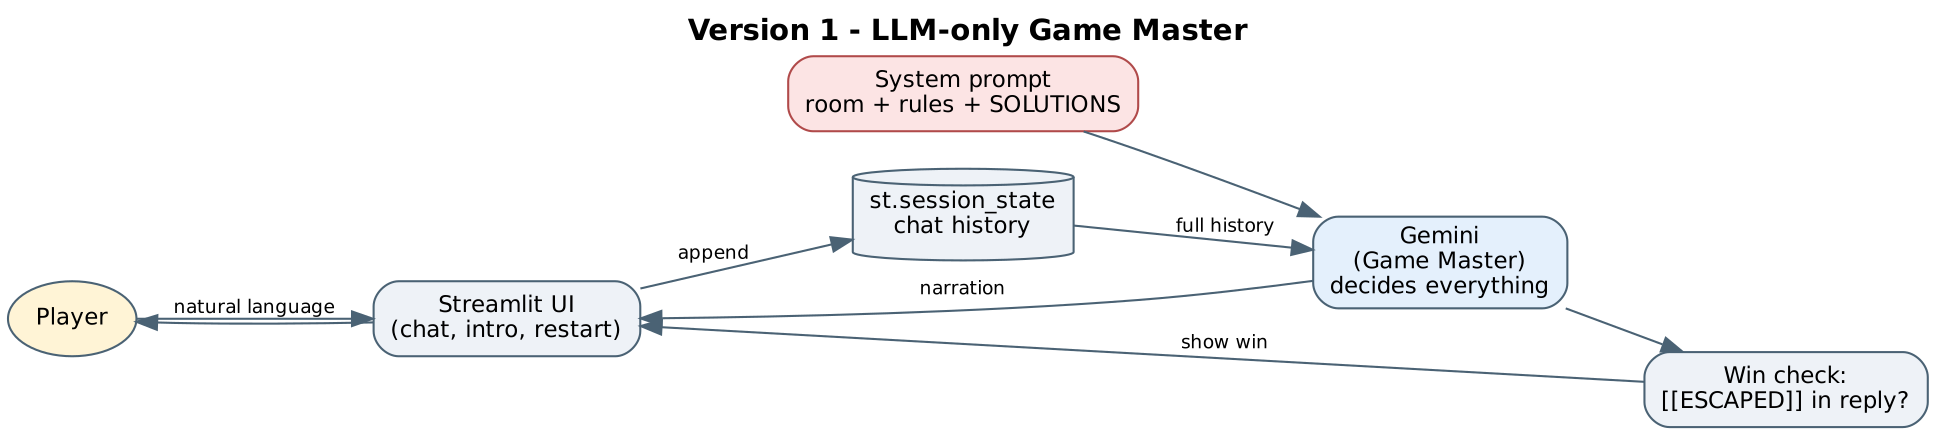 Version 1 - LLM-only Game Master
System prompt
room + rules + SOLUTIONS
st.session_state
chat history
full history
Gemini
(Game Master)
decides everything
append
narration
natural language
Player
Streamlit UI
(chat, intro, restart)
show win
Win check:
[[ESCAPED]] in reply?